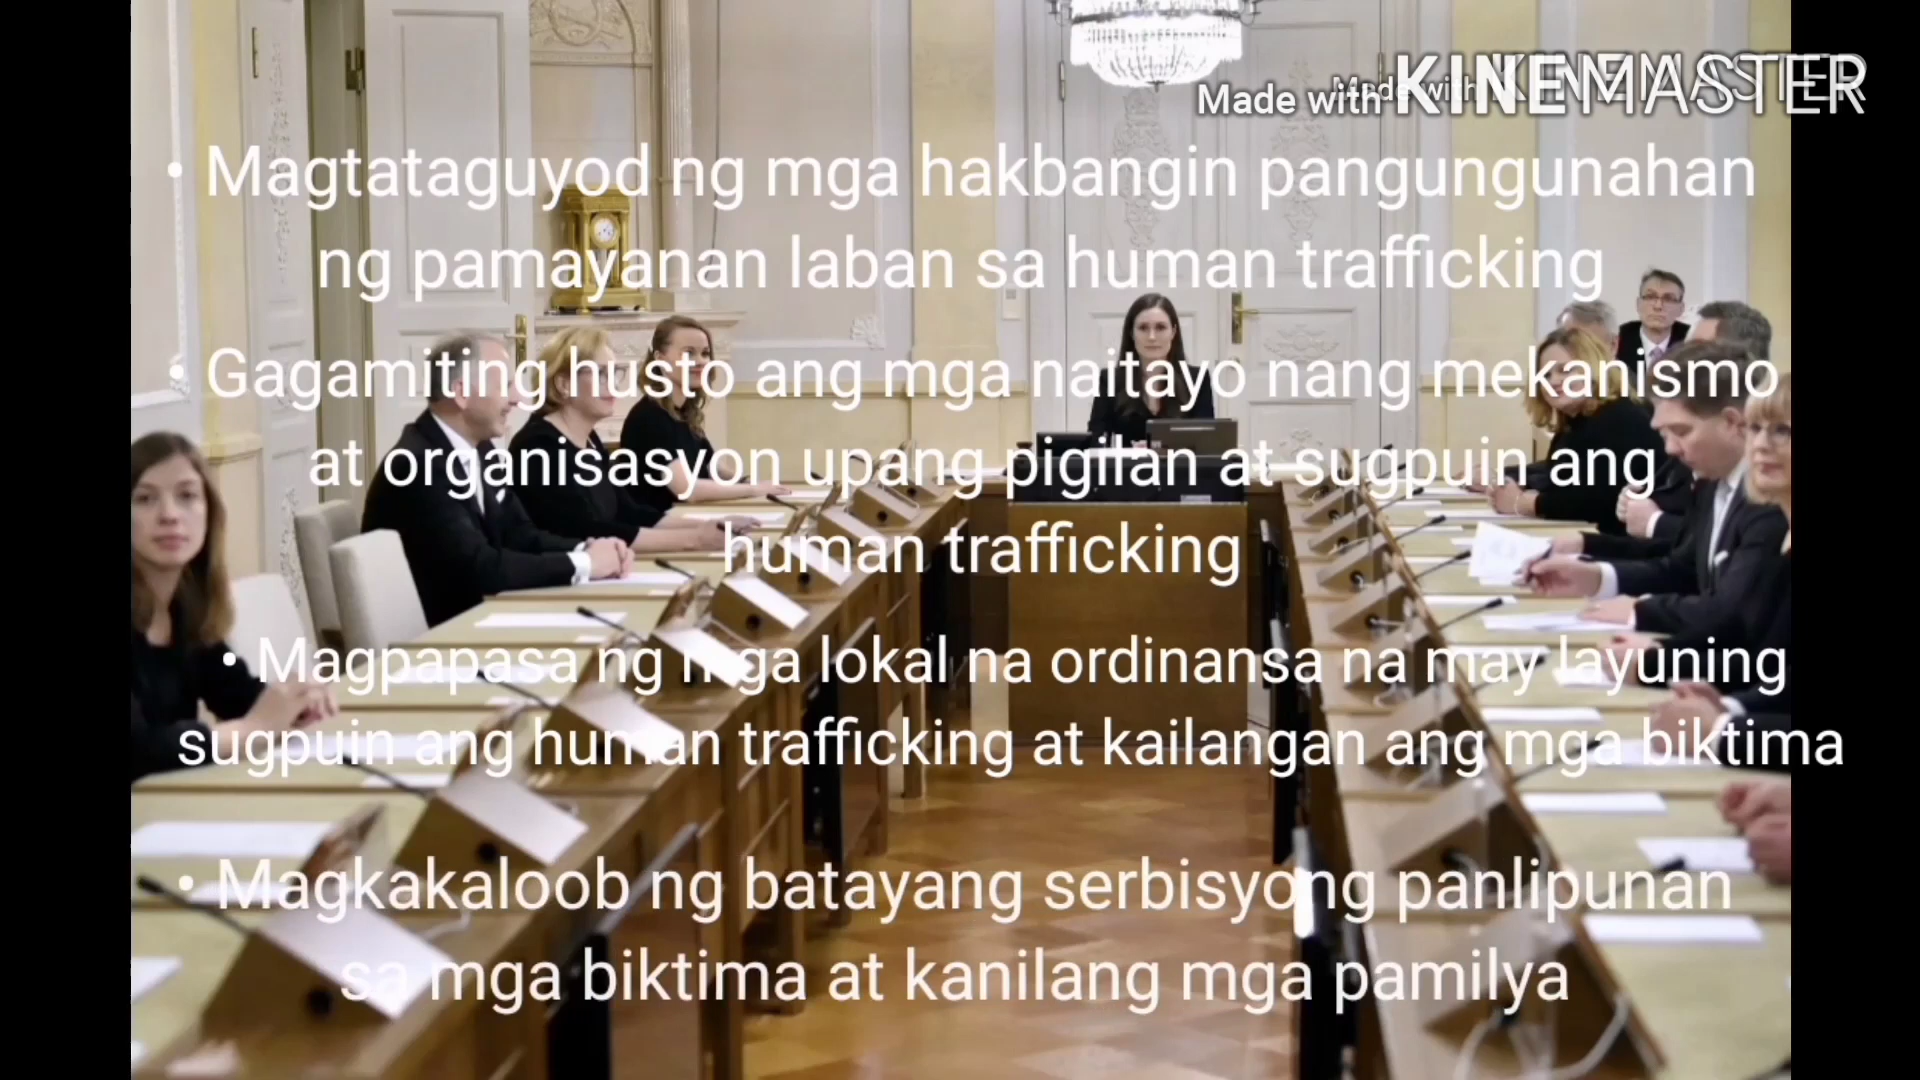 Made with KINEMASTER
Made with KINEMASTER
• Magtataguyod ng mga hakbangin pangungunahan
ng pamayanan laban sa human trafficking
• Gagamiting husto ang mga naitayo nang mekanismo
at organisasyon upang pigilan at sugpuin ang
human trafficking
• Magpapasa ng mga lokal na ordinansa na may layuning
sugpuin ang human trafficking at kailangan ang mga biktima
• Magkakaloob ng batayang serbisyong panlipunan
sa mga biktima at kanilang mga pamilya